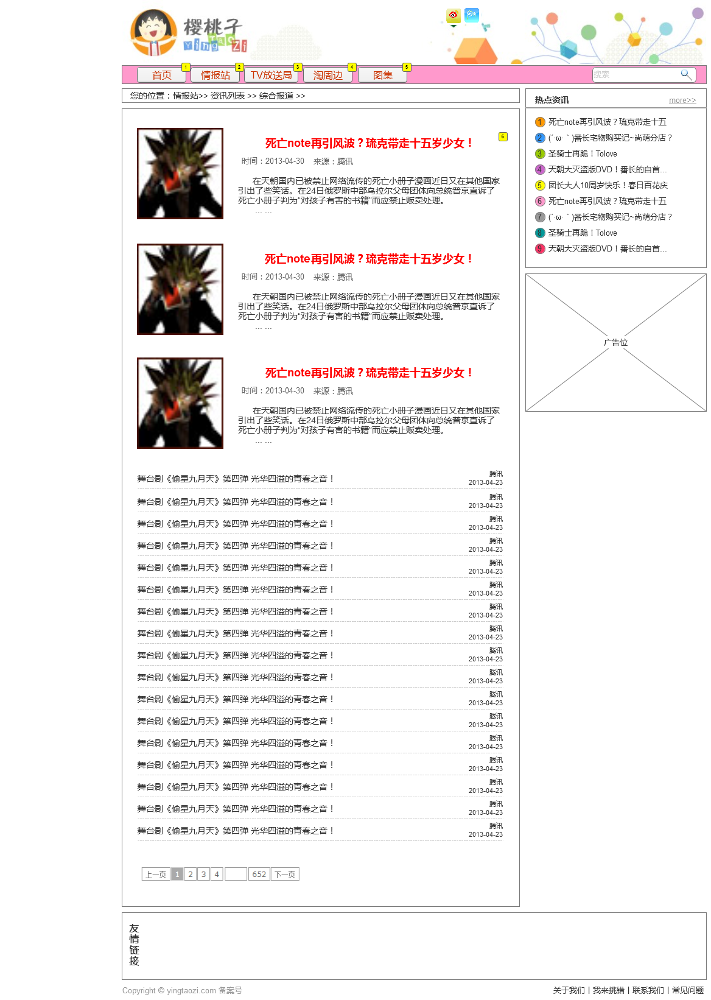 樱桃子
YingTaoZi
1 2 3 4 5
首页 情报站 TV放送局 淘周边 图集 搜索
您的位置：情报站>> 资讯列表 >> 综合报道 >>
6
死亡note再引风波？琉克带走十五岁少女！
时间：2013-04-30 来源：腾讯
在天朝国内已被禁止网络流传的死亡小册子漫画近日又在其他国家
引出了些笑话。在24日俄罗斯中部乌拉尔父母团体向总统普京直诉了
死亡小册子判为“对孩子有害的书籍”而应禁止贩卖处理。
... ...
死亡note再引风波？琉克带走十五岁少女！
时间：2013-04-30 来源：腾讯
在天朝国内已被禁止网络流传的死亡小册子漫画近日又在其他国家
引出了些笑话。在24日俄罗斯中部乌拉尔父母团体向总统普京直诉了
死亡小册子判为“对孩子有害的书籍”而应禁止贩卖处理。
... ...
死亡note再引风波？琉克带走十五岁少女！
时间：2013-04-30 来源：腾讯
在天朝国内已被禁止网络流传的死亡小册子漫画近日又在其他国家
引出了些笑话。在24日俄罗斯中部乌拉尔父母团体向总统普京直诉了
死亡小册子判为“对孩子有害的书籍”而应禁止贩卖处理。
... ...
舞台剧《偷星九月天》第四弹 光华四溢的青春之音！ 腾讯
2013-04-23
舞台剧《偷星九月天》第四弹 光华四溢的青春之音！ 腾讯
2013-04-23
舞台剧《偷星九月天》第四弹 光华四溢的青春之音！ 腾讯
2013-04-23
舞台剧《偷星九月天》第四弹 光华四溢的青春之音！ 腾讯
2013-04-23
舞台剧《偷星九月天》第四弹 光华四溢的青春之音！ 腾讯
2013-04-23
舞台剧《偷星九月天》第四弹 光华四溢的青春之音！ 腾讯
2013-04-23
舞台剧《偷星九月天》第四弹 光华四溢的青春之音！ 腾讯
2013-04-23
舞台剧《偷星九月天》第四弹 光华四溢的青春之音！ 腾讯
2013-04-23
舞台剧《偷星九月天》第四弹 光华四溢的青春之音！ 腾讯
2013-04-23
舞台剧《偷星九月天》第四弹 光华四溢的青春之音！ 腾讯
2013-04-23
舞台剧《偷星九月天》第四弹 光华四溢的青春之音！ 腾讯
2013-04-23
舞台剧《偷星九月天》第四弹 光华四溢的青春之音！ 腾讯
2013-04-23
舞台剧《偷星九月天》第四弹 光华四溢的青春之音！ 腾讯
2013-04-23
舞台剧《偷星九月天》第四弹 光华四溢的青春之音！ 腾讯
2013-04-23
舞台剧《偷星九月天》第四弹 光华四溢的青春之音！ 腾讯
2013-04-23
舞台剧《偷星九月天》第四弹 光华四溢的青春之音！ 腾讯
2013-04-23
舞台剧《偷星九月天》第四弹 光华四溢的青春之音！ 腾讯
2013-04-23
上一页 1 2 3 4 652 下一页
热点资讯 more>>
1 死亡note再引风波？琉克带走十五
2 (´·ω·｀)番长宅物购买记~尚萌分店？
3 圣骑士再跪！Tolove
4 天朝大灭盗版DVD！番长的自首...
5 团长大人10周岁快乐！春日百花庆
6 死亡note再引风波？琉克带走十五
7 (´·ω·｀)番长宅物购买记~尚萌分店？
8 圣骑士再跪！Tolove
9 天朝大灭盗版DVD！番长的自首...
广告位
友
情
链
接
Copyright © yingtaozi.com 备案号 关于我们 | 我来挑错 | 联系我们 | 常见问题